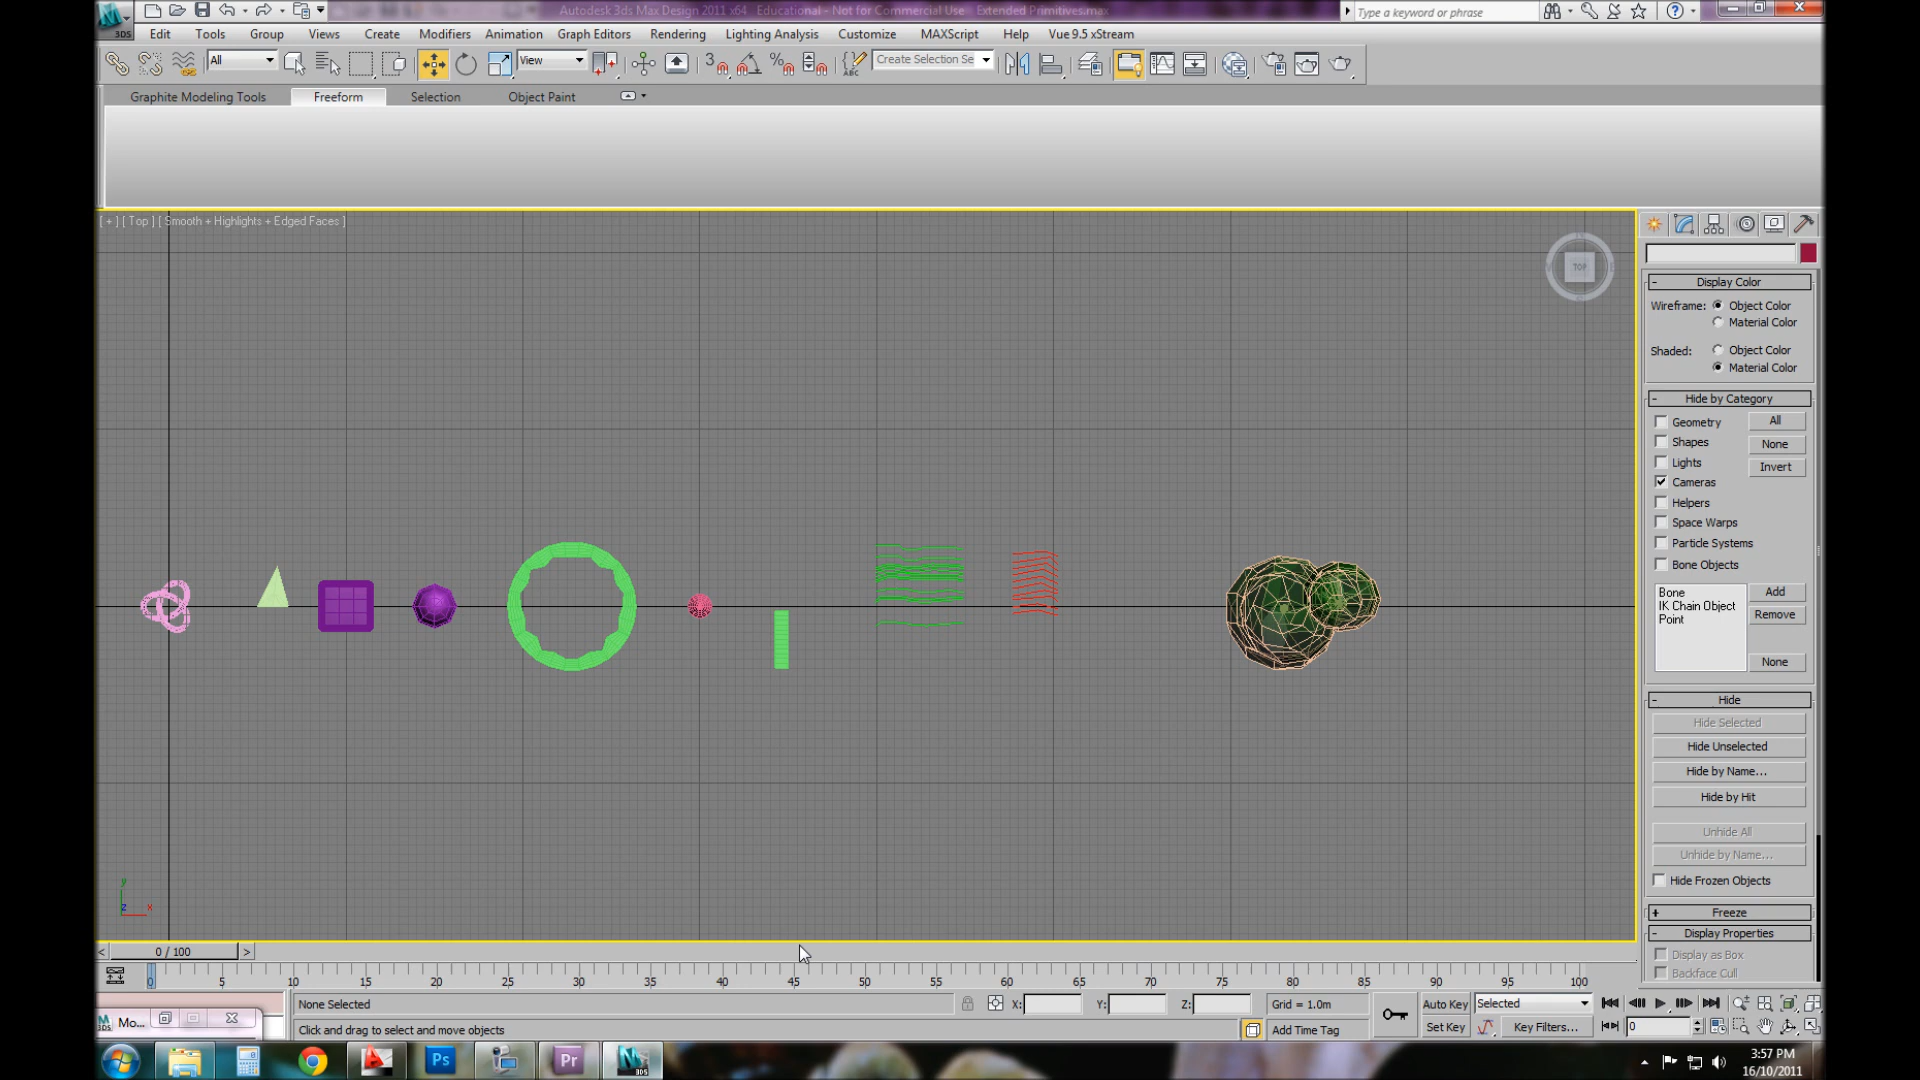 Autodesk 3ds Max Design 2011 x64 Educational - Not for Commercial Use Extended Primitives.max
Type a keyword or phrase
3DS
Edit Tools Group Views Create Modifiers Animation Graph Editors Rendering Lighting Analysis Customize MAXScript Help Vue 9.5 xStream
All
View
3
ABC
Create Selection Se
Graphite Modeling Tools Freeform Selection Object Paint
[ + ] [ Top ] [ Smooth + Highlights + Edged Faces ]
TOP
Display Color
Wireframe: Object Color
Material Color
Shaded: Object Color
Material Color
Hide by Category
Geometry All
Shapes None
Lights Invert
Cameras
Helpers
Space Warps
Particle Systems
Bone Objects
Bone Add
IK Chain Object
Point Remove
None
Hide
Hide Selected
Hide Unselected
Hide by Name...
Hide by Hit
Unhide All
Unhide by Name...
Hide Frozen Objects
Freeze
Display Properties
Display as Box
Backface Cull
y
z x
0 / 100
0 5 10 15 20 25 30 35 40 45 50 55 60 65 70 75 80 85 90 95 100
None Selected X: Y: Z: Grid = 1.0m Auto Key Selected
Mo... Click and drag to select and move objects Add Time Tag Set Key Key Filters... 0
Ps Pr 3DS
3:57 PM
16/10/2011